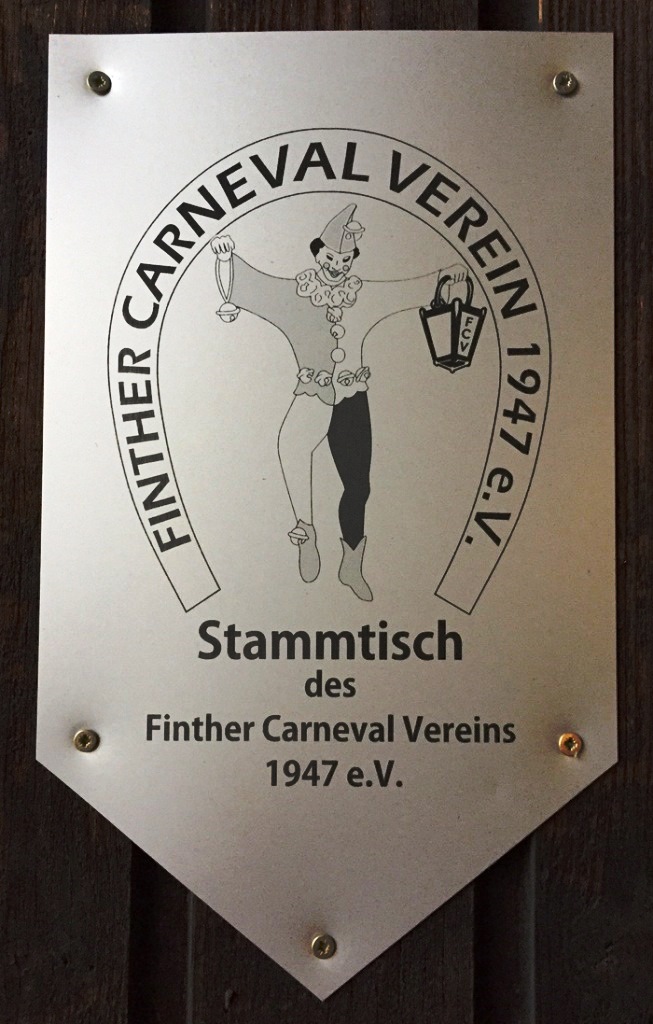 FINTHER CARNEVAL VEREIN 1947 e.V.
FCV
Stammtisch
des
Finther Carneval Vereins
1947 e.V.